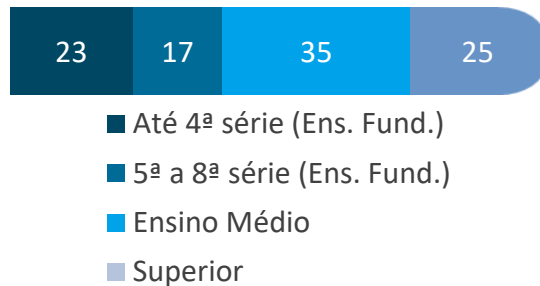 23 17 35 25
Até 4ª série (Ens. Fund.)
5ª a 8ª série (Ens. Fund.)
Ensino Médio
Superior